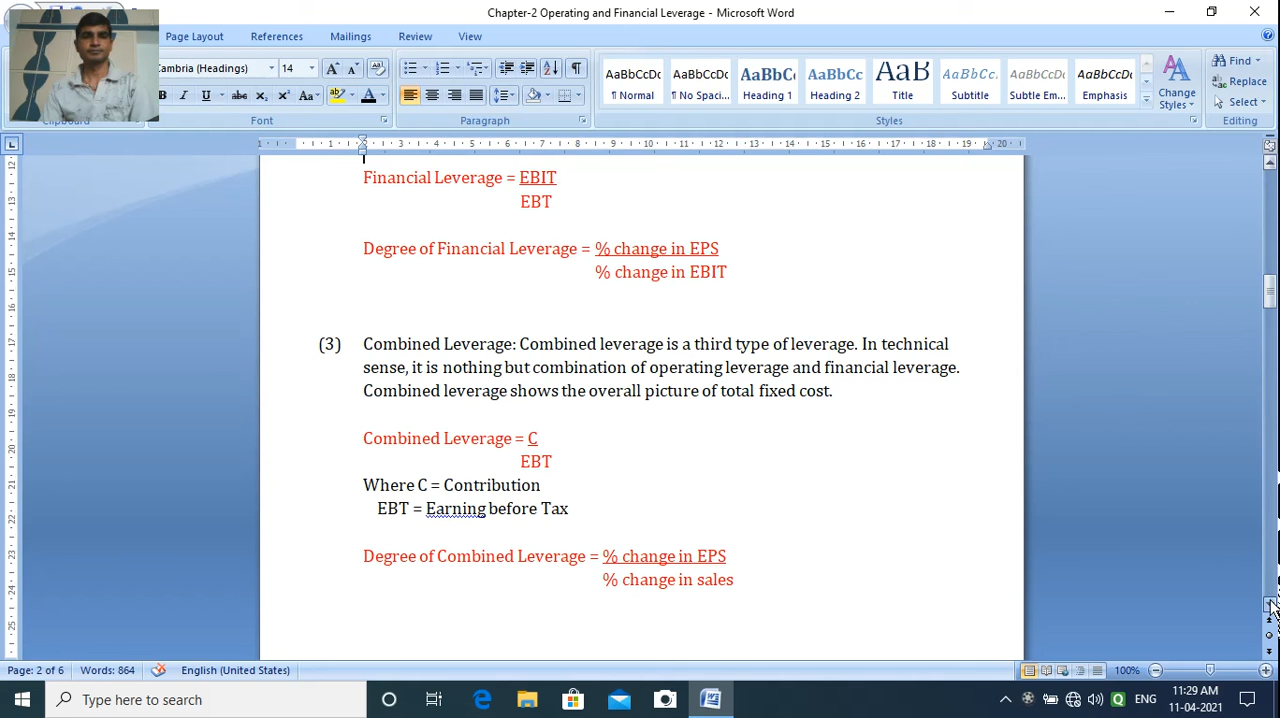 Chapter-2 Operating and Financial Leverage - Microsoft Word
Page Layout References Mailings Review View
Cambria (Headings) 14
AaBbCcDc AaBbCcDc AaBbC AaBbCc AaB AaBbCc. AaBbCcDc AaBbCcDc
¶ Normal ¶ No Spaci... Heading 1 Heading 2 Title Subtitle Subtle Em... Emphasis
Change Styles
Find
Replace
Select
Font Paragraph Styles Editing
Financial Leverage = EBIT
EBT
Degree of Financial Leverage = % change in EPS
% change in EBIT
(3) Combined Leverage: Combined leverage is a third type of leverage. In technical
sense, it is nothing but combination of operating leverage and financial leverage.
Combined leverage shows the overall picture of total fixed cost.
Combined Leverage = C
EBT
Where C = Contribution
EBT = Earning before Tax
Degree of Combined Leverage = % change in EPS
% change in sales
Page: 2 of 6 Words: 864 English (United States) 100%
Type here to search
ENG
11:29 AM
11-04-2021